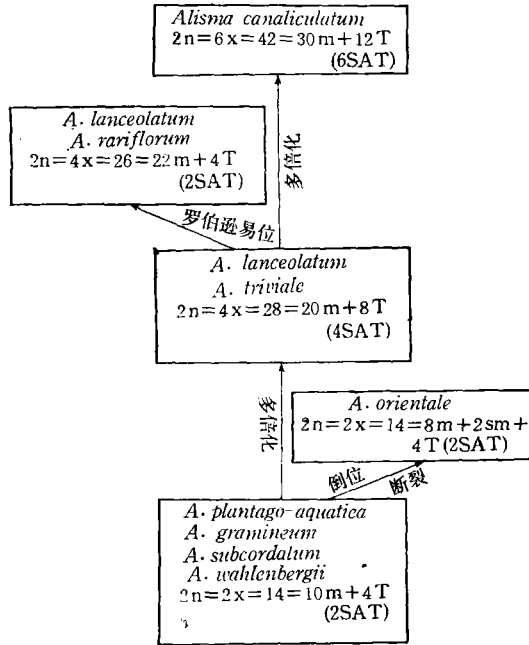 Alisma canaliculatum
2n=6x=42=30m+12T
(6SAT)
多倍化
A. lanceolatum
A. rariflorum
2n=4x=26=22m+4T
(2SAT)
罗伯逊易位
A. lanceolatum
A. triviale
2n=4x=28=20m+8T
(4SAT)
多倍化
A. orientale
2n=2x=14=8m+2sm+
4T(2SAT)
倒位
断裂
A. plantago-aquatica
A. gramineum
A. subcordalum
A. wahlenbergii
2n=2x=14=10m+4T
(2SAT)